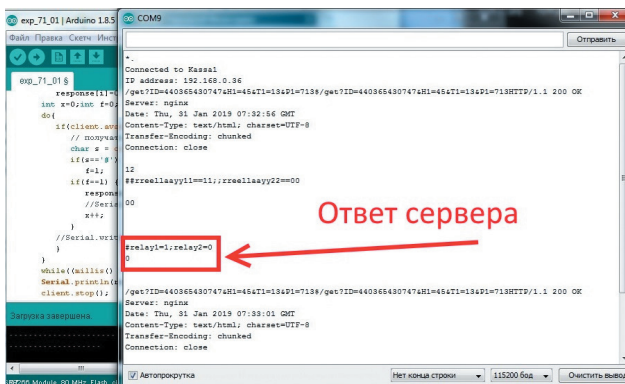 exp_71_01 | Arduino 1.8.5
Файл Правка Скетч Инст
exp_71_01 §
response[i]=0
int x=0;int f=0;
do{
if(client.ava
// получа
char s = c
if(s=='#')
f=1;
if(f==1) {
respons
//Seria
x++;
}
//Serial.writ
}
}
while((millis()
Serial.println(r
client.stop();
Загрузка завершена.
COM9
Отправить
*.
Connected to Kassal
IP address: 192.168.0.36
/get?ID=440365430747&H1=45&T1=13&P1=713$/get?ID=440365430747&H1=45&T1=13&P1=713HTTP/1.1 200 OK
Server: nginx
Date: Thu, 31 Jan 2019 07:32:56 GMT
Content-Type: text/html; charset=UTF-8
Transfer-Encoding: chunked
Connection: close
12
##rreellaayy11==11;;rreellaayy22==00
00
Ответ сервера
#relay1=1;relay2=0
0
/get?ID=440365430747&H1=45&T1=13&P1=713$/get?ID=440365430747&H1=45&T1=13&P1=713HTTP/1.1 200 OK
Server: nginx
Date: Thu, 31 Jan 2019 07:33:01 GMT
Content-Type: text/html; charset=UTF-8
Transfer-Encoding: chunked
Connection: close
Автопрокрутка
Нет конца строки
115200 бод
Очистить вывод